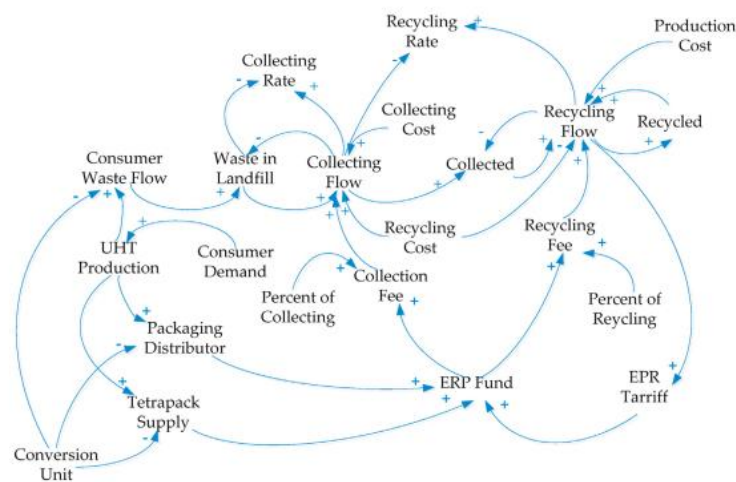 Recycling
Rate
Production
Cost
Collecting
Rate
Collecting
Cost
Recycling
Flow
Recycled
Consumer
Waste Flow
Waste in
Landfill
Collecting
Flow
Collected
UHT
Production
Consumer
Demand
Recycling
Cost
Recycling
Fee
Percent of
Collecting
Collection
Fee
Percent of
Reycling
Packaging
Distributor
ERP Fund
EPR
Tarriff
Tetrapack
Supply
Conversion
Unit